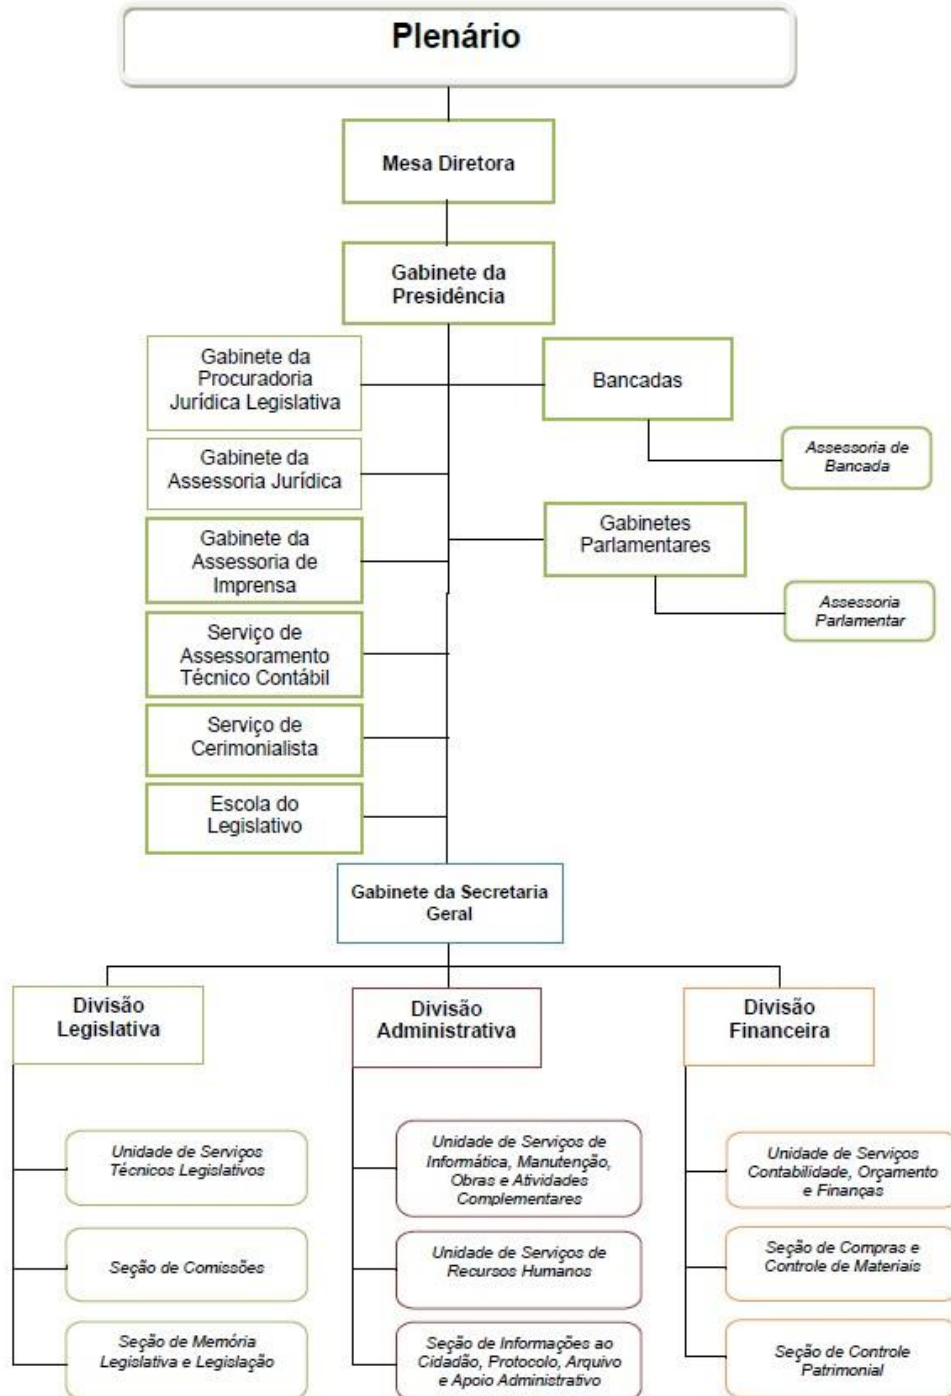 Plenário
Mesa Diretora
Gabinete da
Presidência
Gabinete da
Procuradoria
Jurídica Legislativa
Bancadas
Assessoria de
Bancada
Gabinete da
Assessoria Jurídica
Gabinetes
Parlamentares
Gabinete da
Assessoria de
Imprensa
Assessoria
Parlamentar
Serviço de
Assessoramento
Técnico Contábil
Serviço de
Cerimonialista
Escola do
Legislativo
Gabinete da Secretaria
Geral
Divisão
Legislativa
Divisão
Administrativa
Divisão
Financeira
Unidade de Serviços
Técnicos Legislativos
Unidade de Serviços de
Informática, Manutenção,
Obras e Atividades
Complementares
Unidade de Serviços
Contabilidade, Orçamento
e Finanças
Seção de Comissões
Unidade de Serviços de
Recursos Humanos
Seção de Compras e
Controle de Materiais
Seção de Memória
Legislativa e Legislação
Seção de Informações ao
Cidadão, Protocolo, Arquivo
e Apoio Administrativo
Seção de Controle
Patrimonial